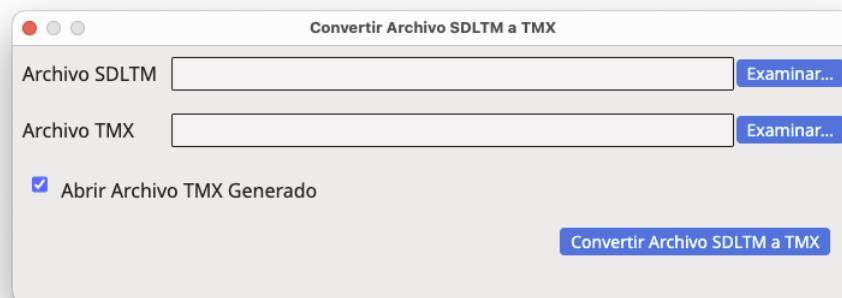 Convertir Archivo SDLTM a TMX
Archivo SDLTM Examinar...
Archivo TMX Examinar...
Abrir Archivo TMX Generado
Convertir Archivo SDLTM a TMX